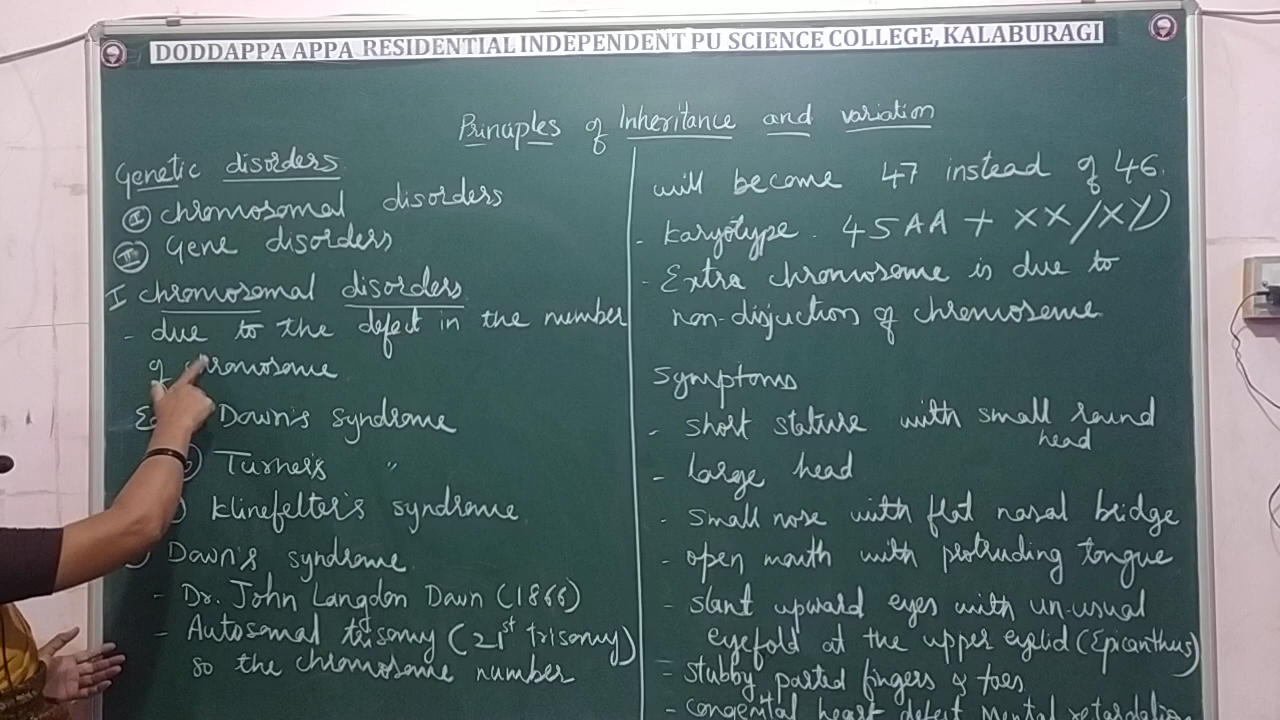 DODDAPPA APPA RESIDENTIAL INDEPENDENT PU SCIENCE COLLEGE, KALABURAGI
Principles of Inheritance and variation
Genetic disorders
I chromosomal disorders
II Gene disorders
I chromosomal disorders
- due to the defect in the number
of chromosome
Down's syndrome
Turner's "
Klinefelter's syndrome
Down's syndrome
- Dr. John Langdon Down (1866)
- Autosomal trisomy (21st trisomy)
so the chromosome number
will become 47 instead of 46.
- Karyotype. 45AA + XX/XY)
- Extra chromosome is due to
non-disjuction of chromosome
Symptoms
- short stature with small round
head
- large head
- small nose with flat nasal bridge
- open mouth with protruding tongue
- slant upward eyes with un-usual
eyefold at the upper eyelid (Epicanthus)
- stubby fingers & toes
- congenital heart defect Mental retardation